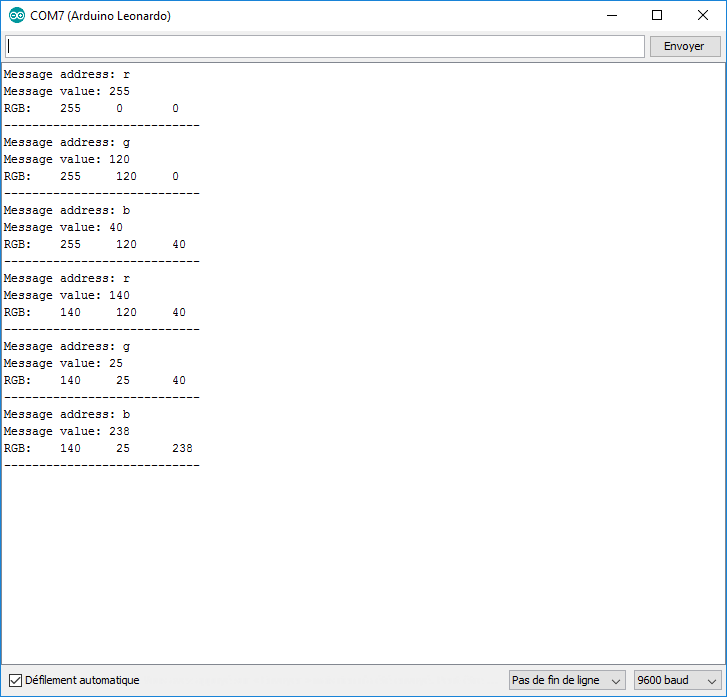 COM7 (Arduino Leonardo)
Envoyer
Message address: r
Message value: 255
RGB: 255 0 0
----------------------------
Message address: g
Message value: 120
RGB: 255 120 0
----------------------------
Message address: b
Message value: 40
RGB: 255 120 40
----------------------------
Message address: r
Message value: 140
RGB: 140 120 40
----------------------------
Message address: g
Message value: 25
RGB: 140 25 40
----------------------------
Message address: b
Message value: 238
RGB: 140 25 238
----------------------------
Défilement automatique Pas de fin de ligne 9600 baud